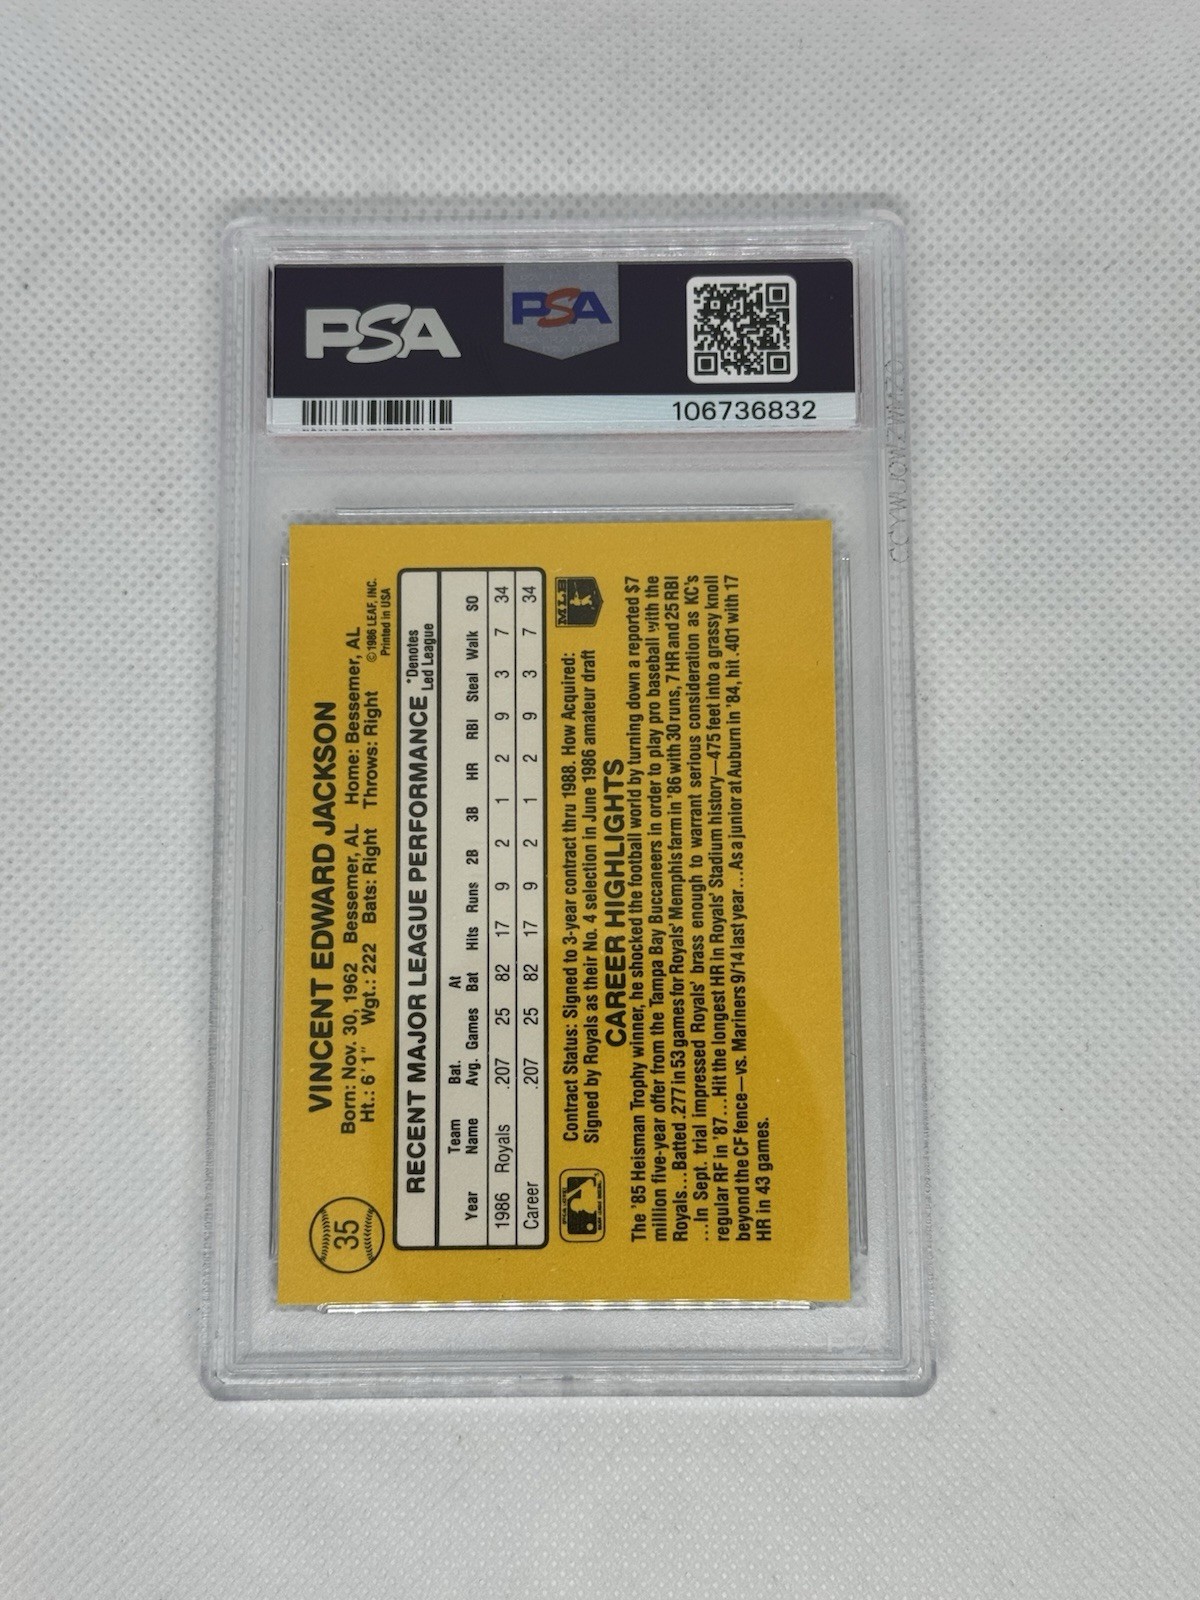 PSA
PSA
106736832
35
VINCENT EDWARD JACKSON
Born: Nov. 30, 1962 Bessemer, AL Home: Bessemer, AL
Ht.: 6'1" Wgt.: 222 Bats: Right Throws: Right
©1986 LEAF, INC.
Printed in USA
RECENT MAJOR LEAGUE PERFORMANCE
*Denotes
Led League
Year Team Name Bat. Avg. Games At Bat Hits Runs 2B 3B HR RBI Steal Walk SO
1986 Royals .207 25 82 17 9 2 1 2 9 3 7 34
Career .207 25 82 17 9 2 1 2 9 3 7 34
Contract Status: Signed to 3-year contract thru 1988. How Acquired:
Signed by Royals as their No. 4 selection in June 1986 amateur draft
MLB
CAREER HIGHLIGHTS
The '85 Heisman Trophy winner, he shocked the football world by turning down a reported $7
million five-year offer from the Tampa Bay Buccaneers in order to play pro baseball with the
Royals...Batted .277 in 53 games for Royals' Memphis farm in '86 with 30 runs, 7 HR and 25 RBI
...In Sept. trial impressed Royals' brass enough to warrant serious consideration as KC's
regular RF in '87...Hit the longest HR in Royals' Stadium history—475 feet into a grassy knoll
beyond the CF fence—vs. Mariners 9/14 last year...As a junior at Auburn in '84, hit .401 with 17
HR in 43 games.